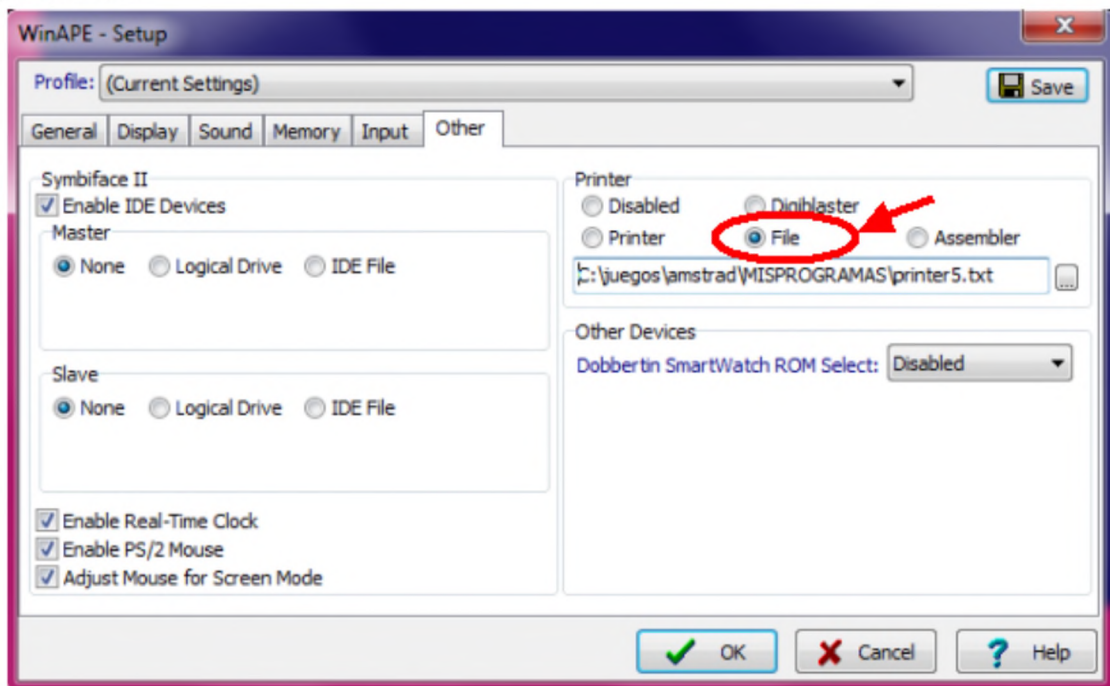 WinAPE - Setup
Profile: (Current Settings) Save
General Display Sound Memory Input Other
Symbiface II
Enable IDE Devices
Master
None Logical Drive IDE File
Slave
None Logical Drive IDE File
Enable Real-Time Clock
Enable PS/2 Mouse
Adjust Mouse for Screen Mode
Printer
Disabled Digiblaster
Printer File Assembler
C:\juegos\amstrad\MISPROGRAMAS\printer5.txt ...
Other Devices
Dobbertin SmartWatch ROM Select: Disabled
OK Cancel Help